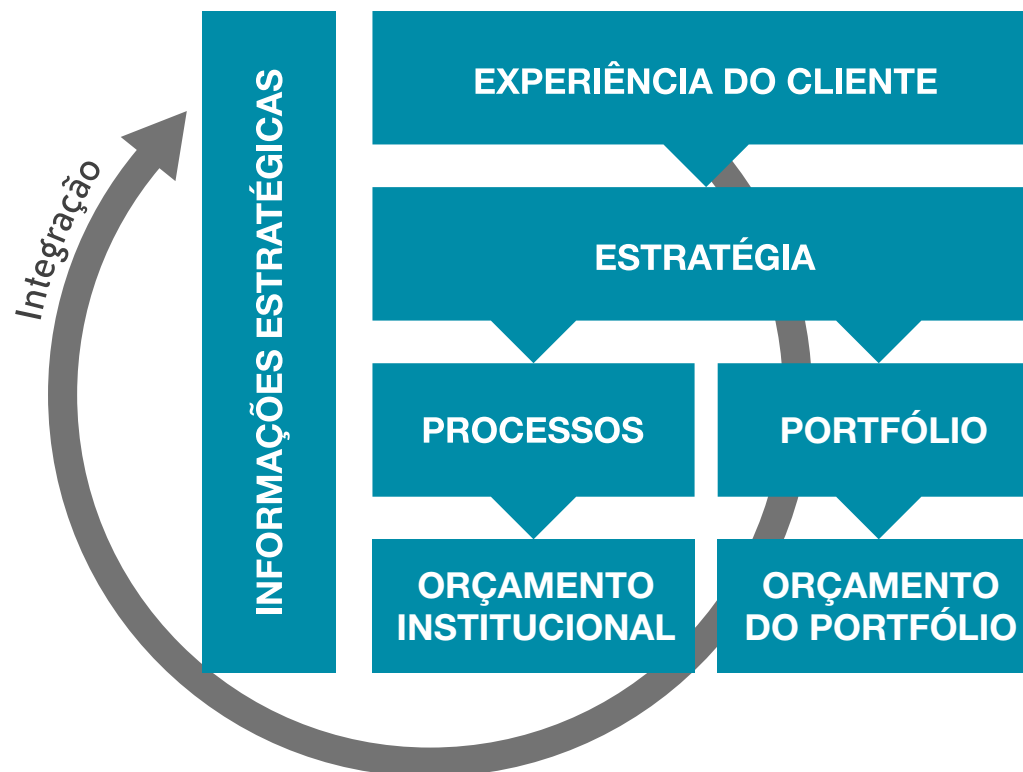 Integração
INFORMAÇÕES ESTRATÉGICAS
EXPERIÊNCIA DO CLIENTE
ESTRATÉGIA
PROCESSOS
PORTFÓLIO
ORÇAMENTO
INSTITUCIONAL
ORÇAMENTO
DO PORTFÓLIO